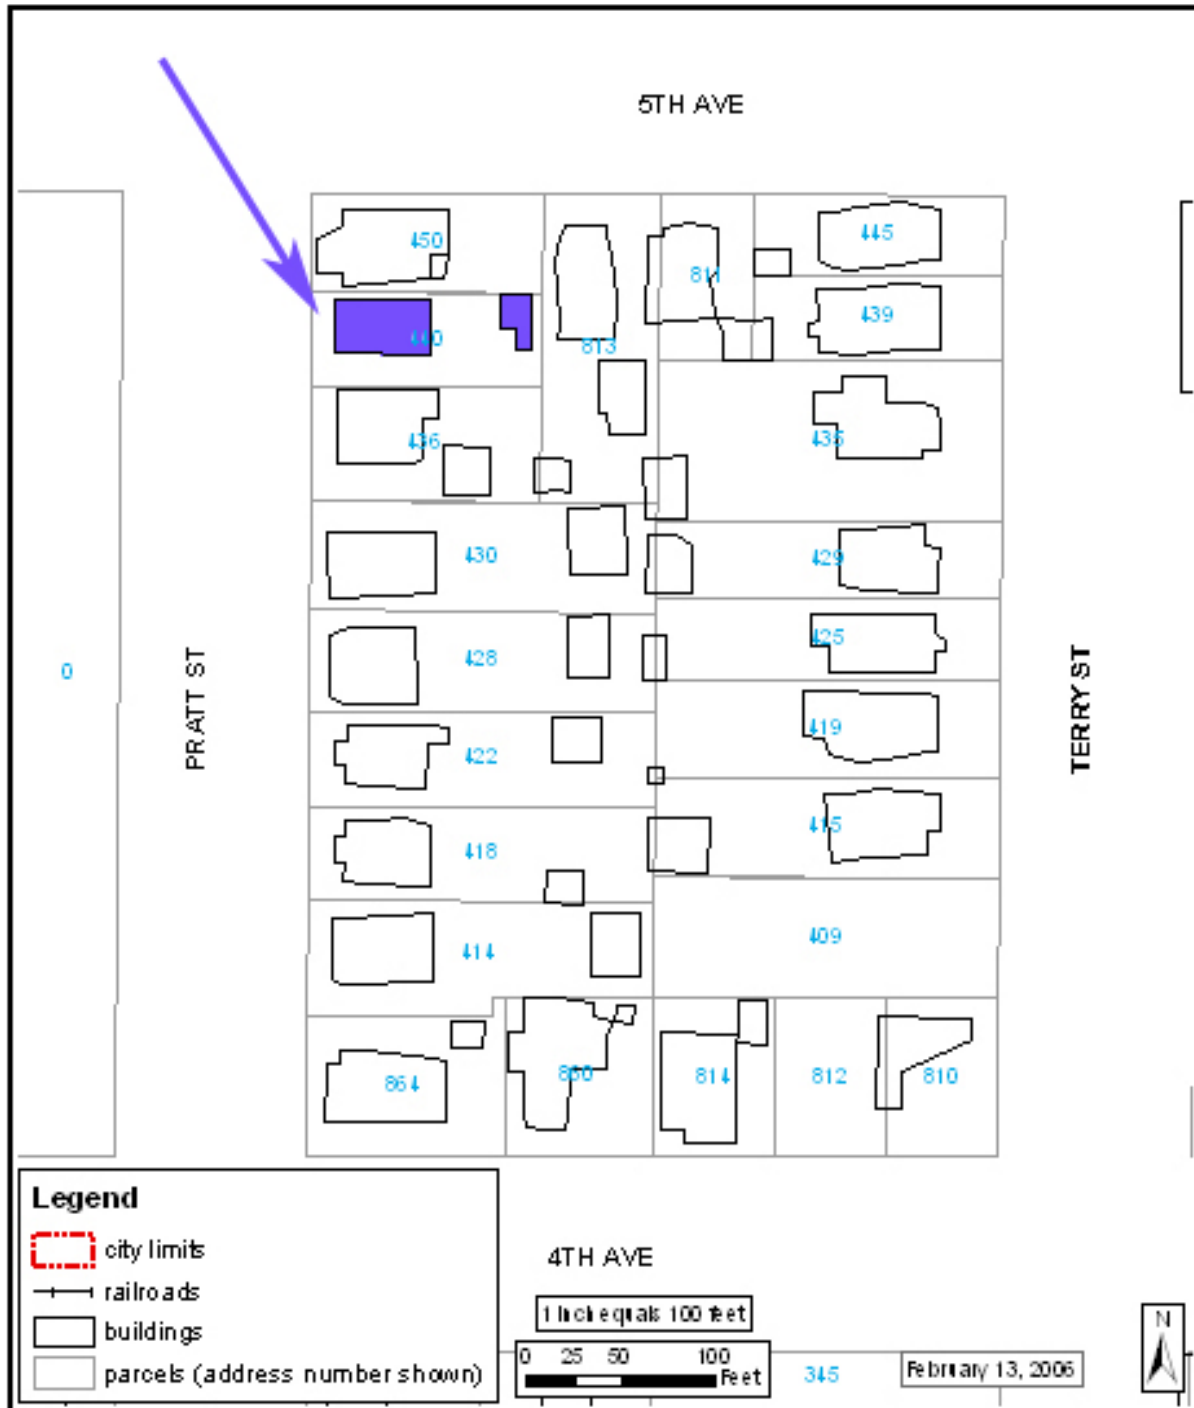 5TH AVE
450
445
811
440
439
813
436
435
430
429
428
425
0
PRATT ST
TERRY ST
422
419
418
415
414
409
864
814
812
810
Legend
city limits
railroads
buildings
parcels (address number shown)
4TH AVE
1 inch equals 100 feet
0 25 50 100
Feet
345
February 13, 2006
N